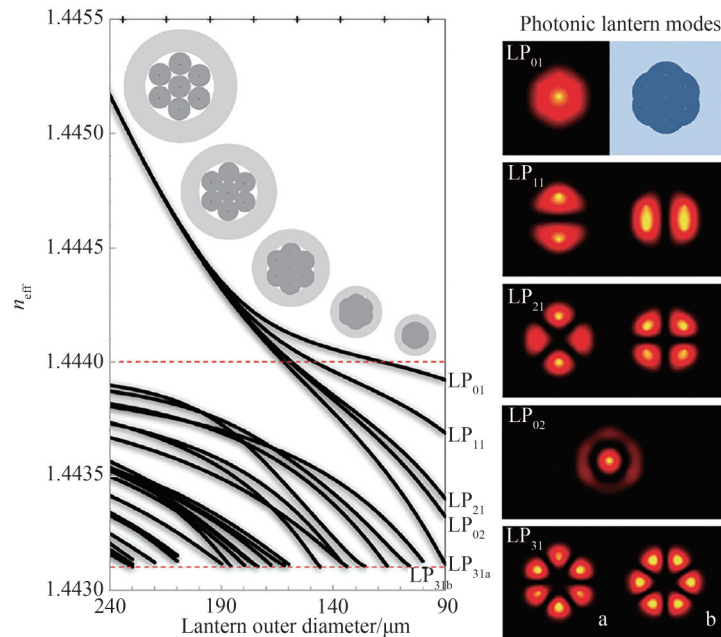 Photonic lantern modes
1.4455
1.4450
1.4445
1.4440
1.4435
1.4430
n_eff
240
190
140
90
Lantern outer diameter/μm
LP01
LP11
LP21
LP02
LP31a
LP31b
LP01
LP11
LP21
LP02
LP31
a
b